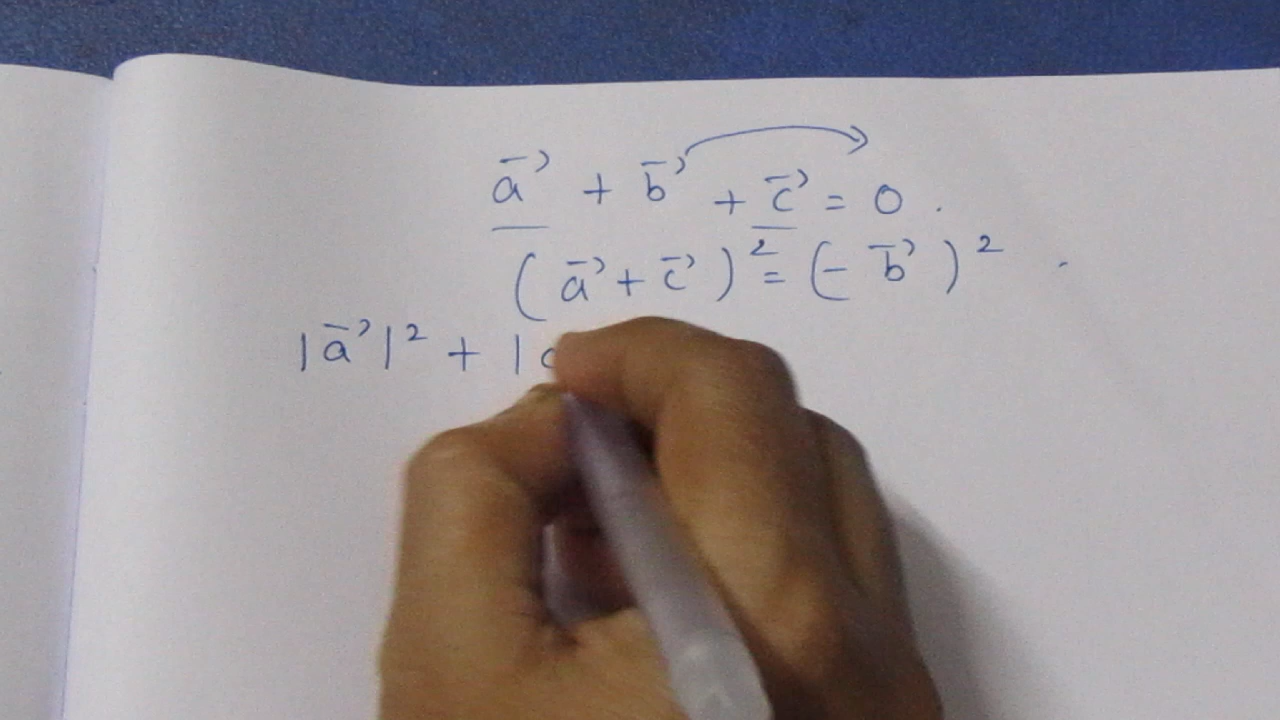 a⃗ + b⃗ + c⃗ = 0 .
( a⃗ + c⃗ )² = (- b⃗ )² .
|a⃗|² + |c